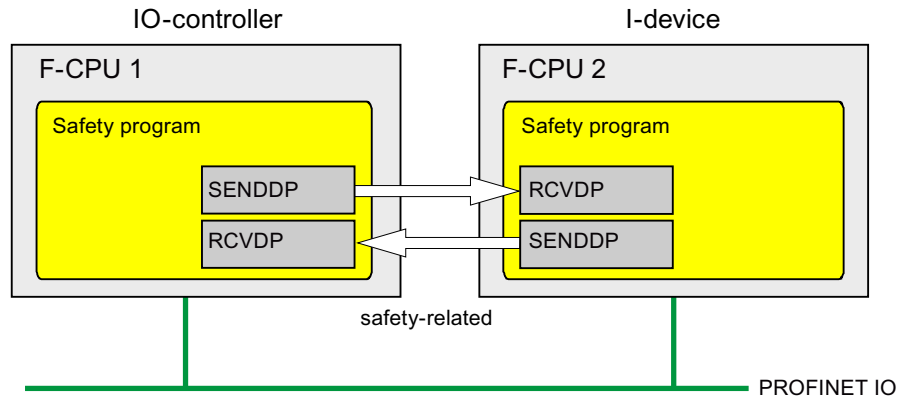 IO-controller
I-device
F-CPU 1
F-CPU 2
Safety program
Safety program
SENDDP
RCVDP
RCVDP
SENDDP
safety-related
PROFINET IO